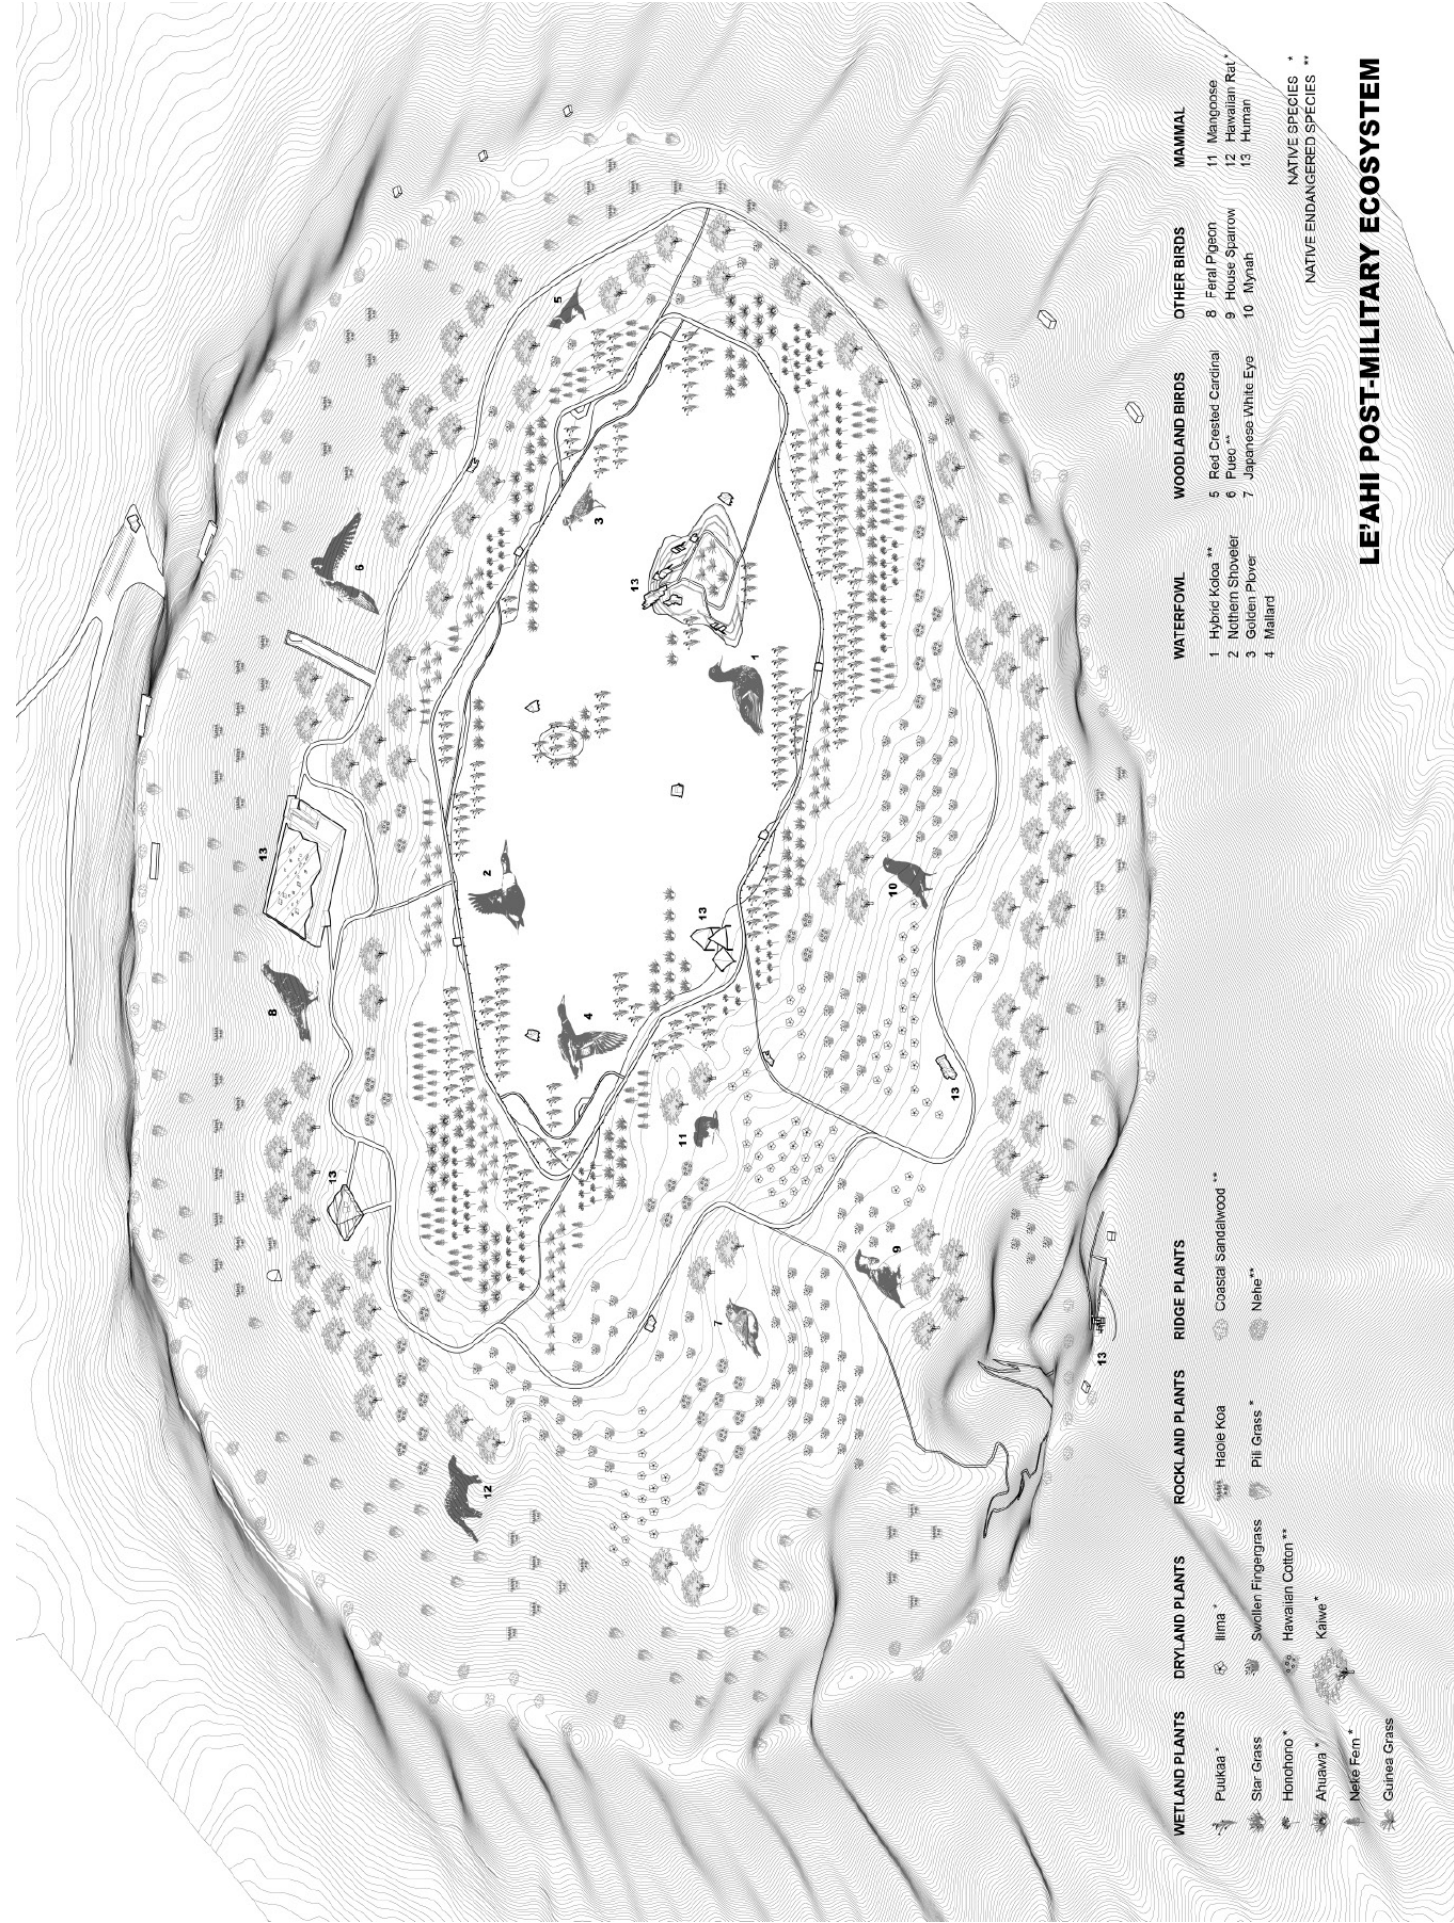 13
8
13
6
2
12
5
4
3
13
11
13
7
1
10
9
13
13
WETLAND PLANTS
Puukaa *
Star Grass
Honohono *
Ahuawa *
Neke Fern *
Guinea Grass
DRYLAND PLANTS
Ilima *
Swollen Fingergrass
Hawaiian Cotton **
Kaiwe *
ROCKLAND PLANTS
Haole Koa
Pili Grass *
RIDGE PLANTS
Coastal Sandalwood **
Nehe**
WATERFOWL
1 Hybrid Koloa **
2 Nothern Shoveler
3 Golden Plover
4 Mallard
WOODLAND BIRDS
5 Red Crested Cardinal
6 Pueo **
7 Japanese White Eye
OTHER BIRDS
8 Feral Pigeon
9 House Sparrow
10 Mynah
MAMMAL
11 Mangoose
12 Hawaiian Rat *
13 Human
NATIVE SPECIES *
NATIVE ENDANGERED SPECIES **
LE'AHI POST-MILITARY ECOSYSTEM